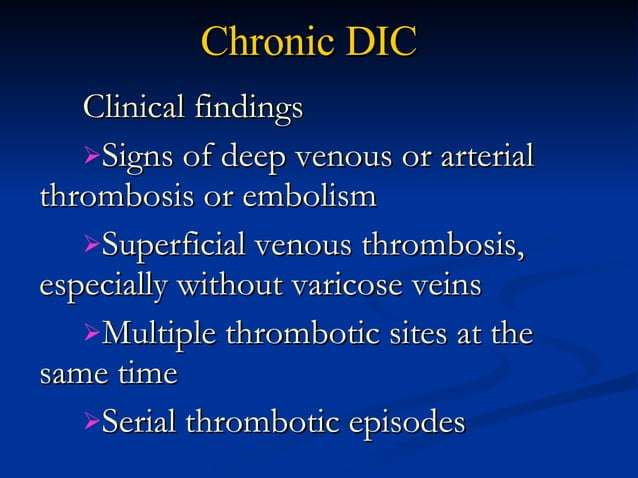 Chronic DIC
Clinical findings
➢Signs of deep venous or arterial
thrombosis or embolism
➢Superficial venous thrombosis,
especially without varicose veins
➢Multiple thrombotic sites at the
same time
➢Serial thrombotic episodes